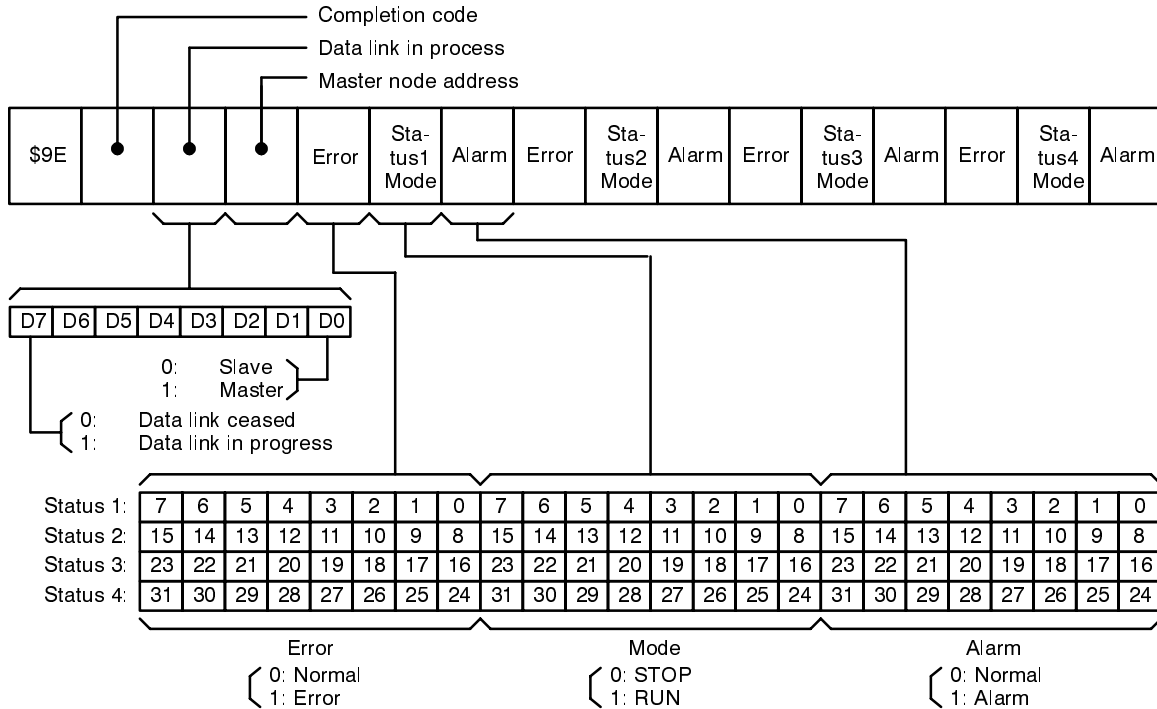 Completion code
Data link in process
Master node address
$9E Error Sta-tus1 Mode Alarm Error Sta-tus2 Mode Alarm Error Sta-tus3 Mode Alarm Error Sta-tus4 Mode Alarm
D7 D6 D5 D4 D3 D2 D1 D0
0: Slave
1: Master
0: Data link ceased
1: Data link in progress
Status 1: 7 6 5 4 3 2 1 0 7 6 5 4 3 2 1 0 7 6 5 4 3 2 1 0
Status 2: 15 14 13 12 11 10 9 8 15 14 13 12 11 10 9 8 15 14 13 12 11 10 9 8
Status 3: 23 22 21 20 19 18 17 16 23 22 21 20 19 18 17 16 23 22 21 20 19 18 17 16
Status 4: 31 30 29 28 27 26 25 24 31 30 29 28 27 26 25 24 31 30 29 28 27 26 25 24
Error Mode Alarm
0: Normal 0: STOP 0: Normal
1: Error 1: RUN 1: Alarm